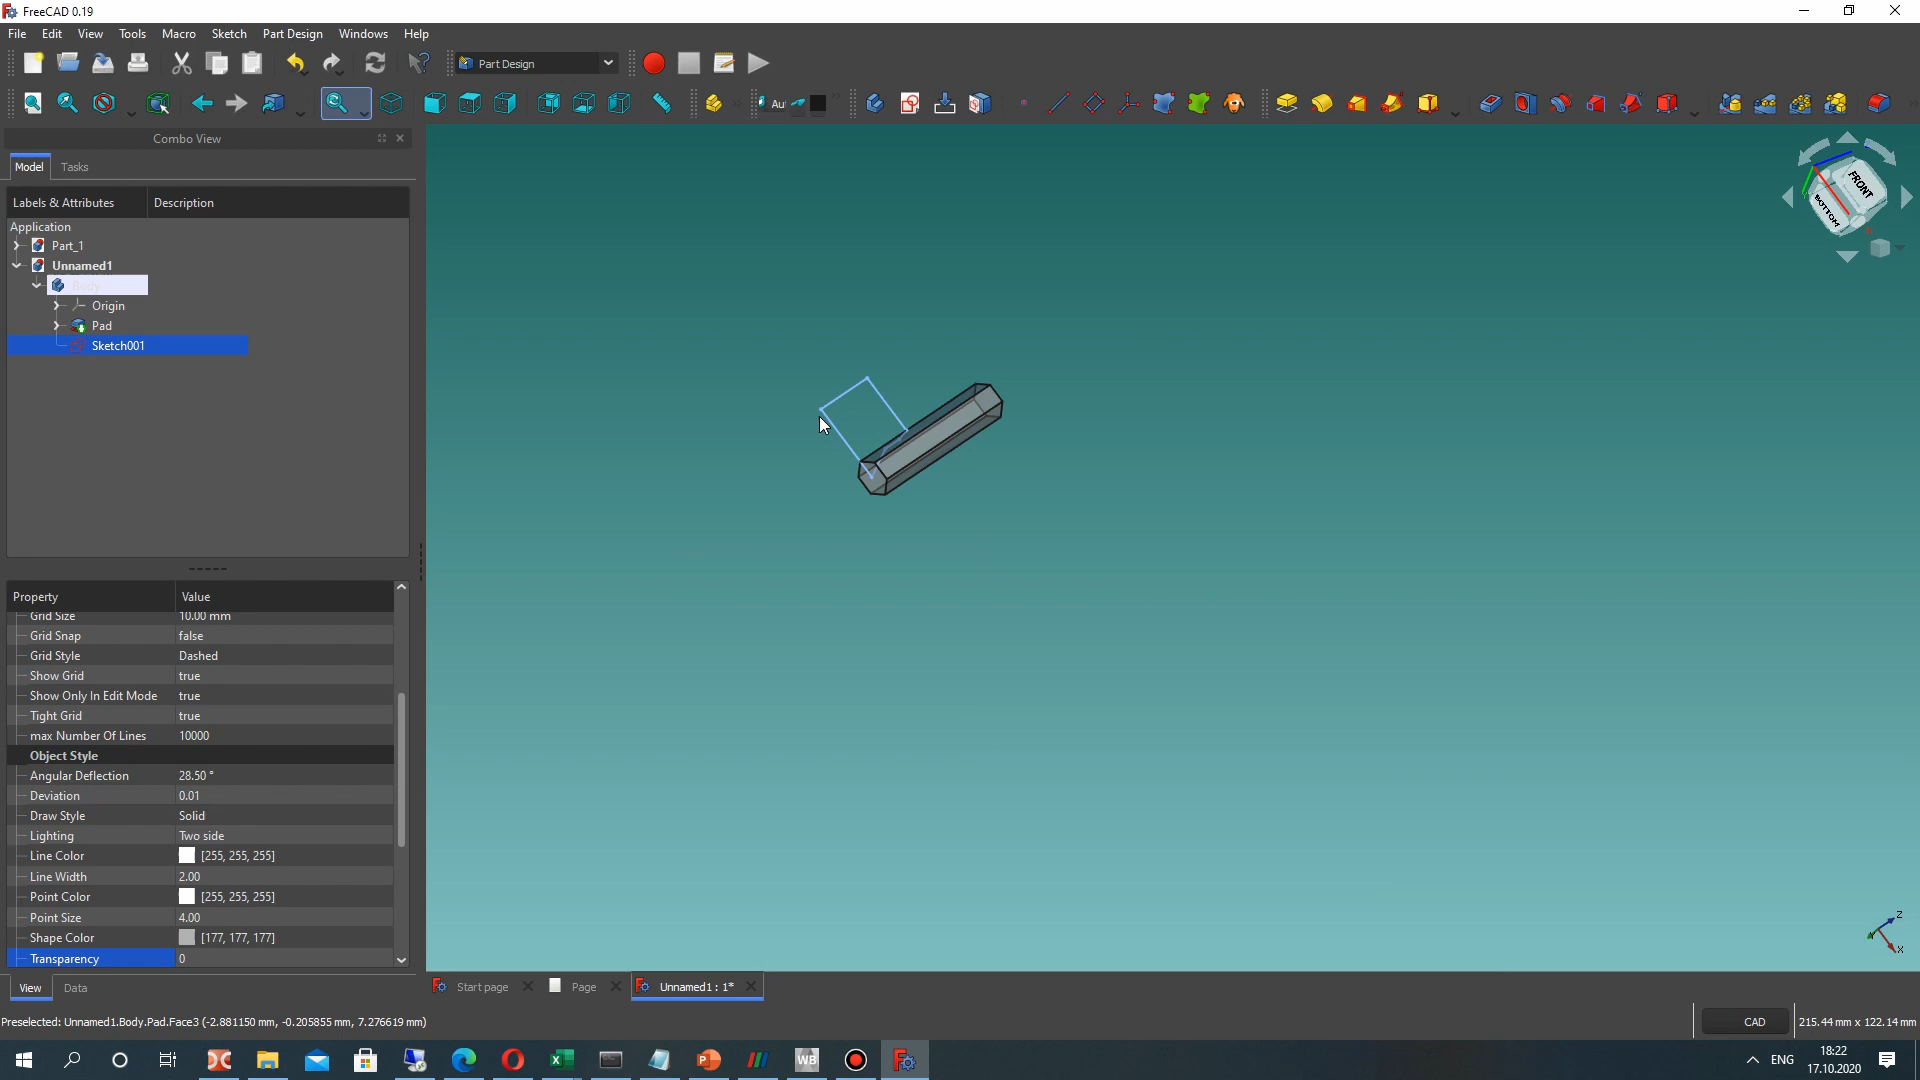 FreeCAD 0.19
File Edit View Tools Macro Sketch Part Design Windows Help
Part Design
Aut
Combo View
Model Tasks
Labels & Attributes Description
Application
Part_1
Unnamed1
Body
Origin
Pad
Sketch001
FRONT
BOTTOM
Property Value
Grid Size 10.00 mm
Grid Snap false
Grid Style Dashed
Show Grid true
Show Only In Edit Mode true
Tight Grid true
max Number Of Lines 10000
Object Style
Angular Deflection 28.50 °
Deviation 0.01
Draw Style Solid
Lighting Two side
Line Color [255, 255, 255]
Line Width 2.00
Point Color [255, 255, 255]
Point Size 4.00
Shape Color [177, 177, 177]
Transparency 0
Z
Y
X
View Data
Start page Page Unnamed1 : 1*
Preselected: Unnamed1.Body.Pad.Face3 (-2.881150 mm, -0.205855 mm, 7.276619 mm)
CAD 215.44 mm x 122.14 mm
WB
ENG
18:22
17.10.2020